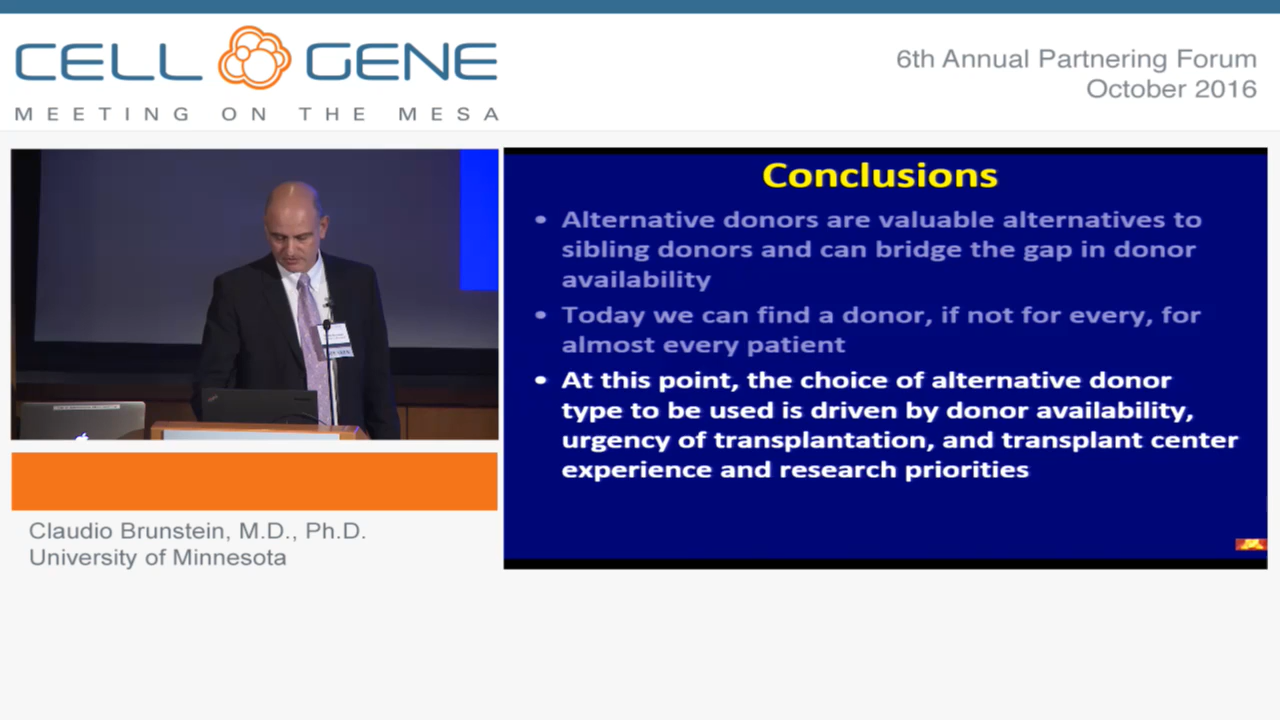 CELL GENE
MEETING ON THE MESA
6th Annual Partnering Forum
October 2016
Conclusions
• Alternative donors are valuable alternatives to
sibling donors and can bridge the gap in donor
availability
• Today we can find a donor, if not for every, for
almost every patient
• At this point, the choice of alternative donor
type to be used is driven by donor availability,
urgency of transplantation, and transplant center
experience and research priorities
Claudio Brunstein, M.D., Ph.D.
University of Minnesota